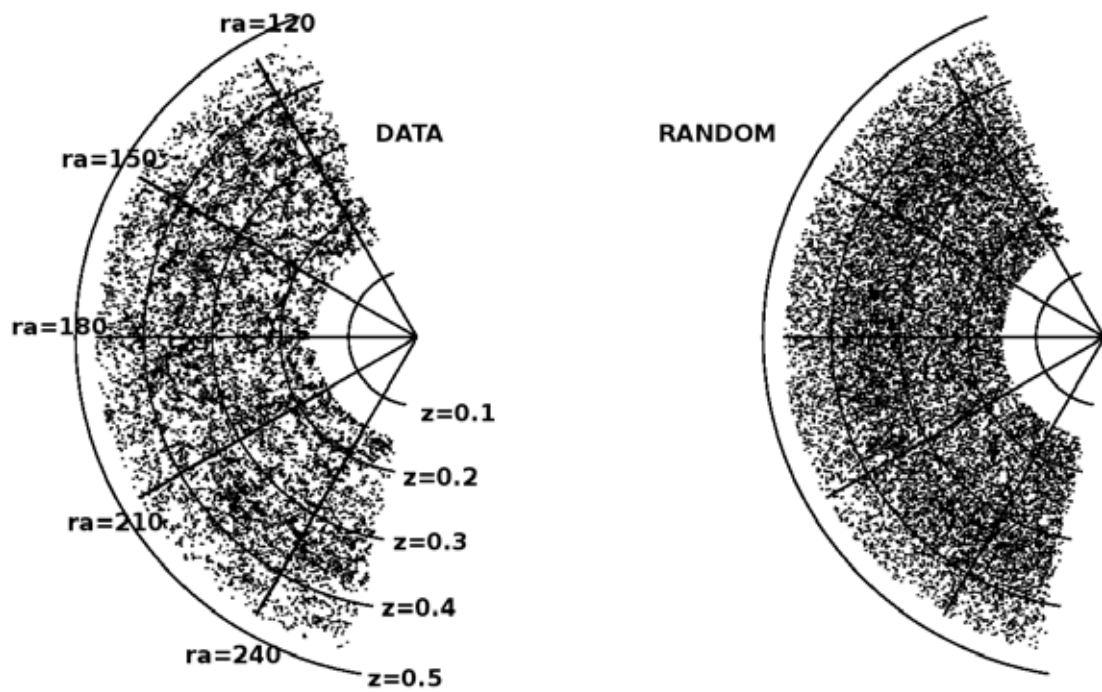 ra=120
DATA
RANDOM
ra=150
ra=180
z=0.1
z=0.2
ra=210
z=0.3
z=0.4
ra=240
z=0.5